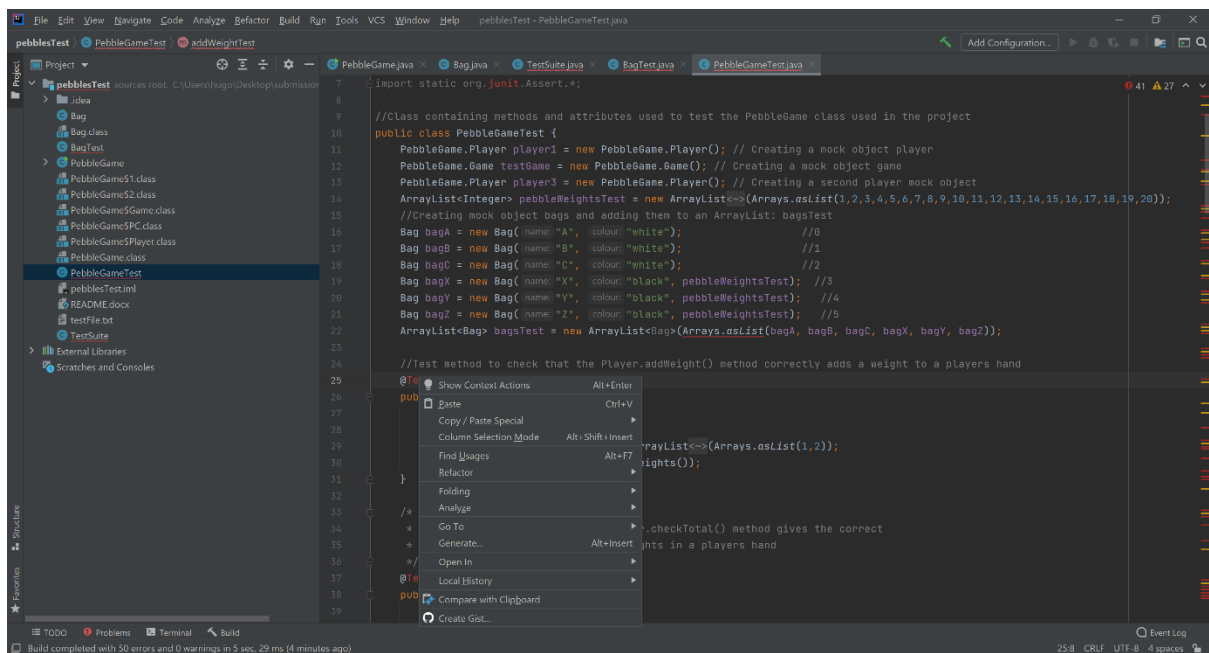 File Edit View Navigate Code Analyze Refactor Build Run Tools VCS Window Help pebblesTest - PebbleGameTest.java
pebblesTest PebbleGameTest addWeightTest Add Configuration...
Project PebbleGame.java Bag.java TestSuite.java BagTest.java PebbleGameTest.java
Project
pebblesTest sources root, C:\Users\hugo\Desktop\submission
.idea
Bag
Bag.class
BagTest
PebbleGame
PebbleGame$1.class
PebbleGame$2.class
PebbleGame$Game.class
PebbleGame$PC.class
PebbleGame$Player.class
PebbleGame.class
PebbleGameTest
pebblesTest.iml
README.docx
testFile.txt
TestSuite
External Libraries
Scratches and Consoles
Structure
Favorites
41 27
7 import static org.junit.Assert.*;
8
9 //Class containing methods and attributes used to test the PebbleGame class used in the project
10 public class PebbleGameTest {
11 PebbleGame.Player player1 = new PebbleGame.Player(); // Creating a mock object player
12 PebbleGame.Game testGame = new PebbleGame.Game(); // Creating a mock object game
13 PebbleGame.Player player3 = new PebbleGame.Player(); // Creating a second player mock object
14 ArrayList<Integer> pebbleWeightsTest = new ArrayList<~>(Arrays.asList(1,2,3,4,5,6,7,8,9,10,11,12,13,14,15,16,17,18,19,20));
15 //Creating mock object bags and adding them to an ArrayList: bagsTest
16 Bag bagA = new Bag( name: "A", colour: "white"); //0
17 Bag bagB = new Bag( name: "B", colour: "white"); //1
18 Bag bagC = new Bag( name: "C", colour: "white"); //2
19 Bag bagX = new Bag( name: "X", colour: "black", pebbleWeightsTest); //3
20 Bag bagY = new Bag( name: "Y", colour: "black", pebbleWeightsTest); //4
21 Bag bagZ = new Bag( name: "Z", colour: "black", pebbleWeightsTest); //5
22 ArrayList<Bag> bagsTest = new ArrayList<Bag>(Arrays.asList(bagA, bagB, bagC, bagX, bagY, bagZ));
23
24 //Test method to check that the Player.addWeight() method correctly adds a weight to a players hand
25 @Te
26 pub
27
28
29 rrayList<~>(Arrays.asList(1,2));
30 eights());
31 }
32
33 /*
34 * r.checkTotal() method gives the correct
35 * ghts in a players hand
36 */
37 @Te
38 pub
39
Show Context Actions Alt+Enter
Paste Ctrl+V
Copy / Paste Special
Column Selection Mode Alt+Shift+Insert
Find Usages Alt+F7
Refactor
Folding
Analyze
Go To
Generate... Alt+Insert
Open In
Local History
Compare with Clipboard
Create Gist...
TODO Problems Terminal Build Event Log
Build completed with 50 errors and 0 warnings in 5 sec, 29 ms (4 minutes ago) 25:8 CRLF UTF-8 4 spaces